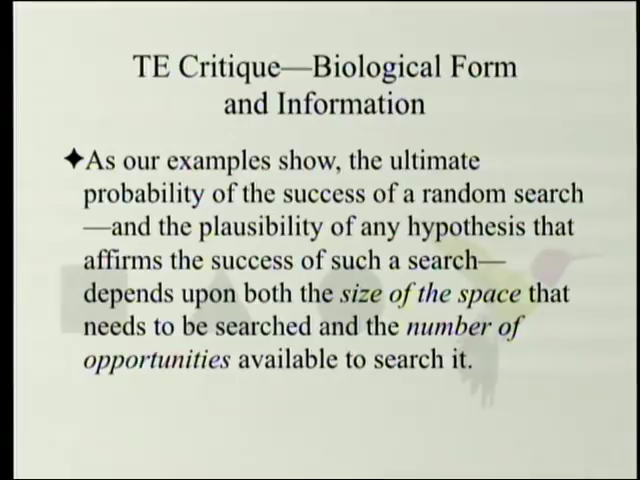 TE Critique—Biological Form
and Information
✦As our examples show, the ultimate
probability of the success of a random search
—and the plausibility of any hypothesis that
affirms the success of such a search—
depends upon both the size of the space that
needs to be searched and the number of
opportunities available to search it.